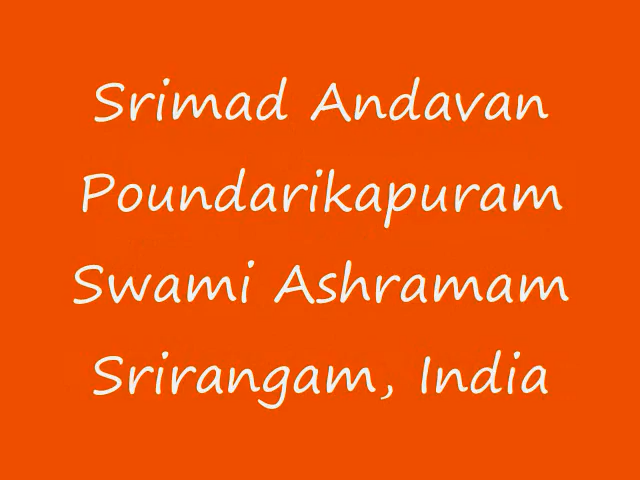 Srimad Andavan
Poundarikapuram
Swami Ashramam
Srirangam, India